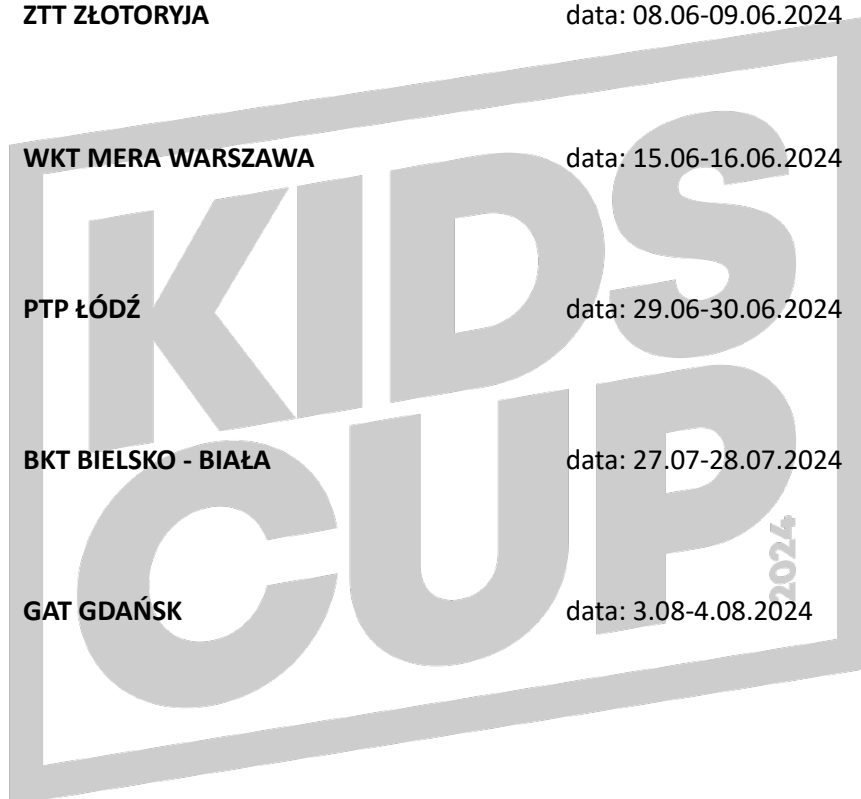 ZTT ZŁOTORYJA data: 08.06-09.06.2024
WKT MERA WARSZAWA data: 15.06-16.06.2024
PTP ŁÓDŹ data: 29.06-30.06.2024
BKT BIELSKO - BIAŁA data: 27.07-28.07.2024
GAT GDAŃSK data: 3.08-4.08.2024
KIDS
CUP
2024